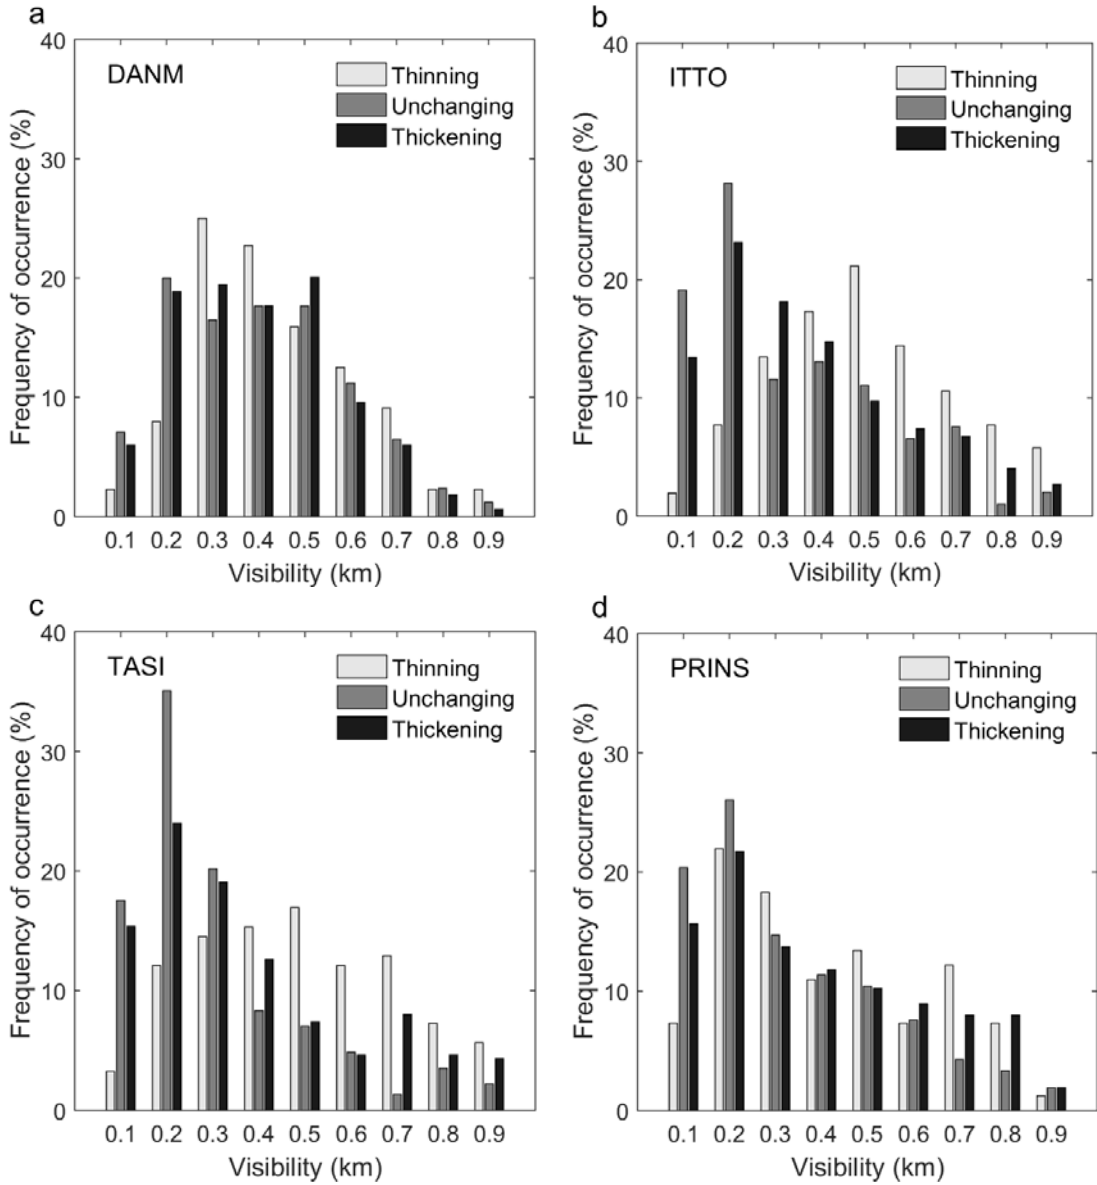 a
40
30
20
10
0
Frequency of occurrence (%)
DANM
Thinning
Unchanging
Thickening
0.1 0.2 0.3 0.4 0.5 0.6 0.7 0.8 0.9
Visibility (km)
b
40
30
20
10
0
Frequency of occurrence (%)
ITTO
Thinning
Unchanging
Thickening
0.1 0.2 0.3 0.4 0.5 0.6 0.7 0.8 0.9
Visibility (km)
c
40
30
20
10
0
Frequency of occurrence (%)
TASI
Thinning
Unchanging
Thickening
0.1 0.2 0.3 0.4 0.5 0.6 0.7 0.8 0.9
Visibility (km)
d
40
30
20
10
0
Frequency of occurrence (%)
PRINS
Thinning
Unchanging
Thickening
0.1 0.2 0.3 0.4 0.5 0.6 0.7 0.8 0.9
Visibility (km)